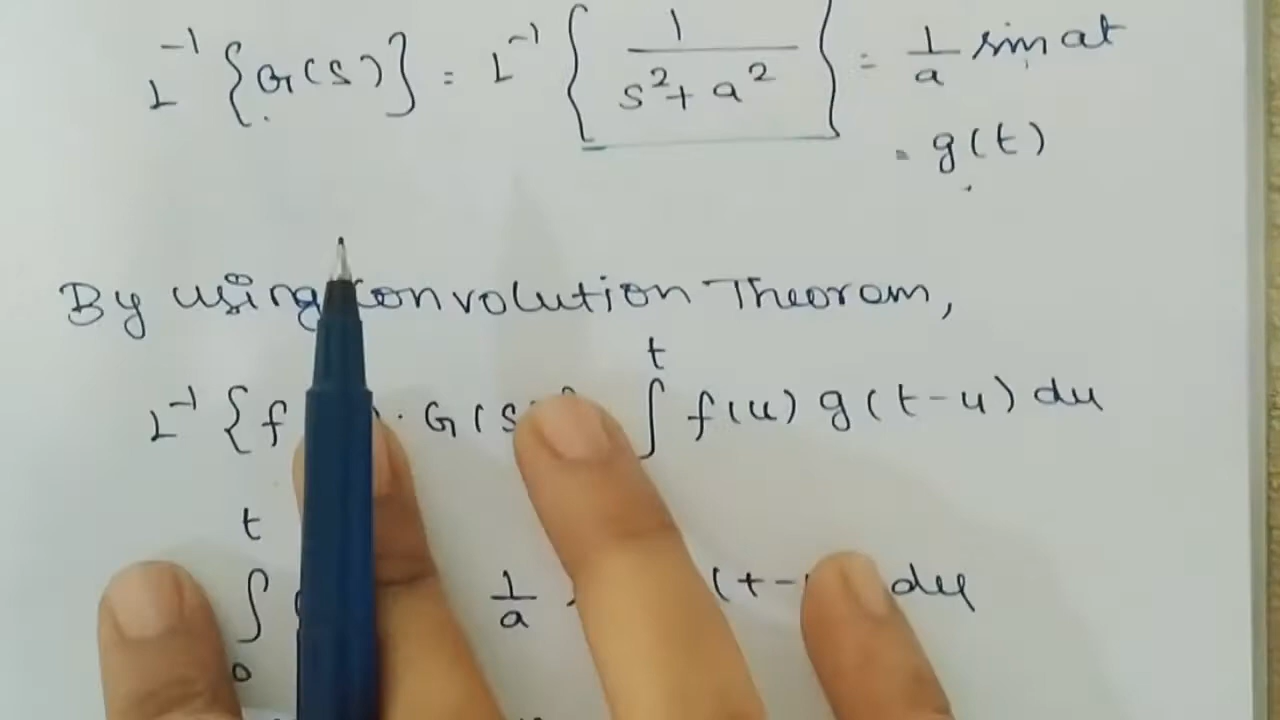 L⁻¹ {G(s)} = L⁻¹ { 1 / s² + a² } = 1/a sin at
= g(t)
By using Convolution Theorem,
L⁻¹ {f · G(s ∫ t f(u) g(t-u) du
t ∫ 0 1/a (t- du